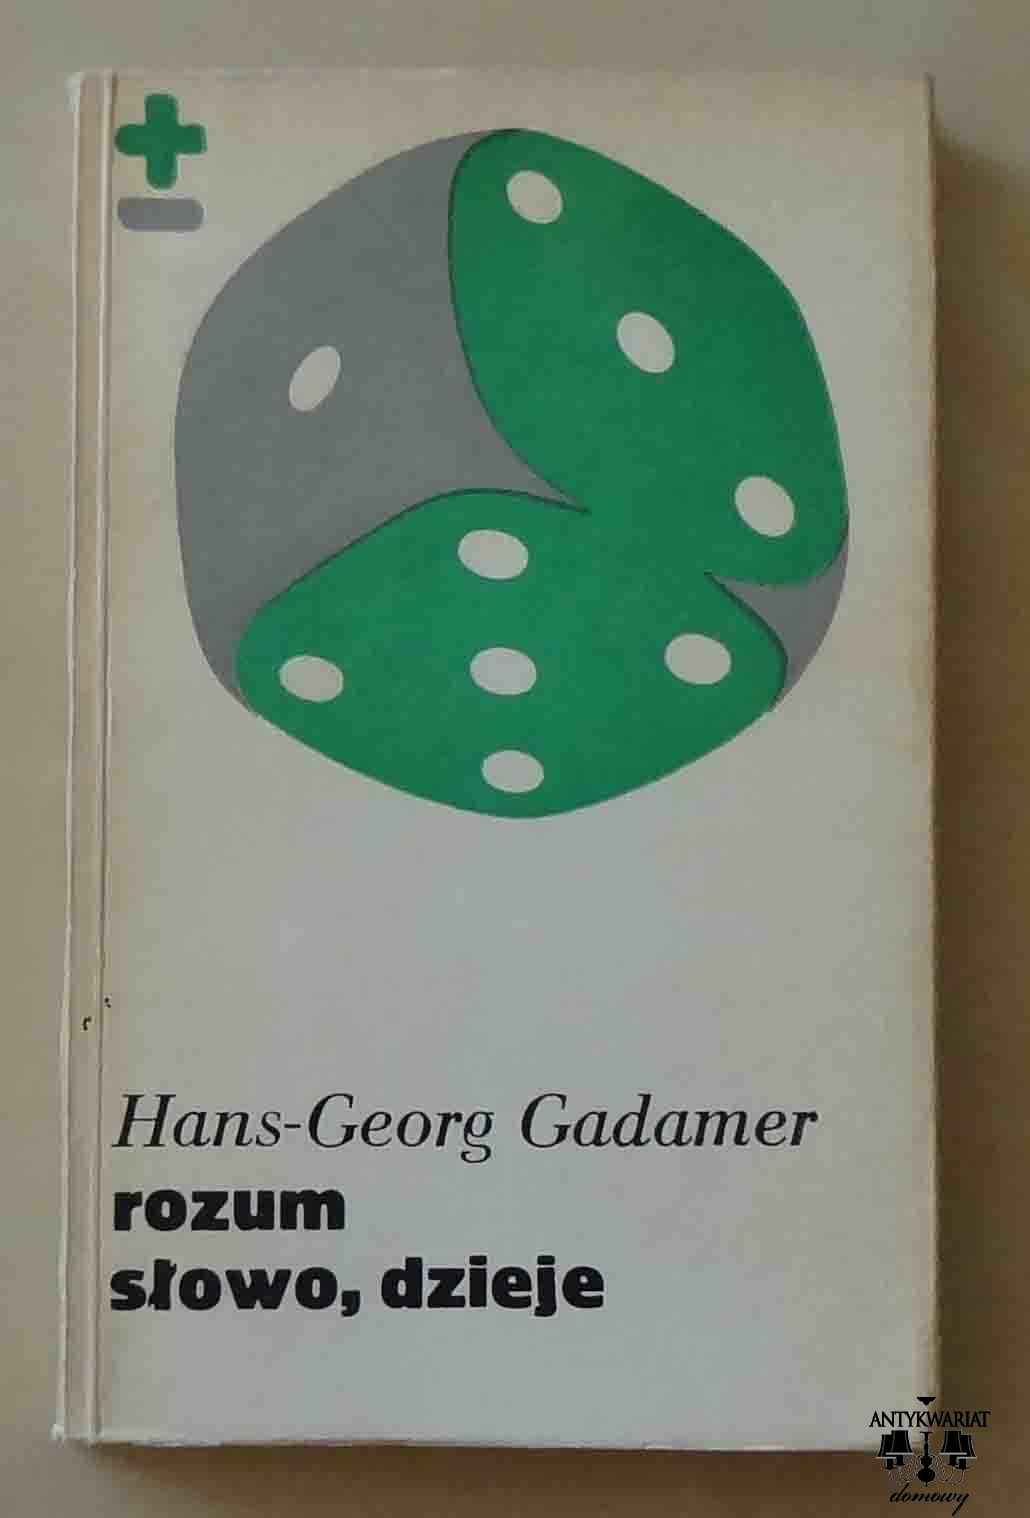 Hans-Georg Gadamer
rozum
słowo, dzieje
ANTYKWARIAT
domowy